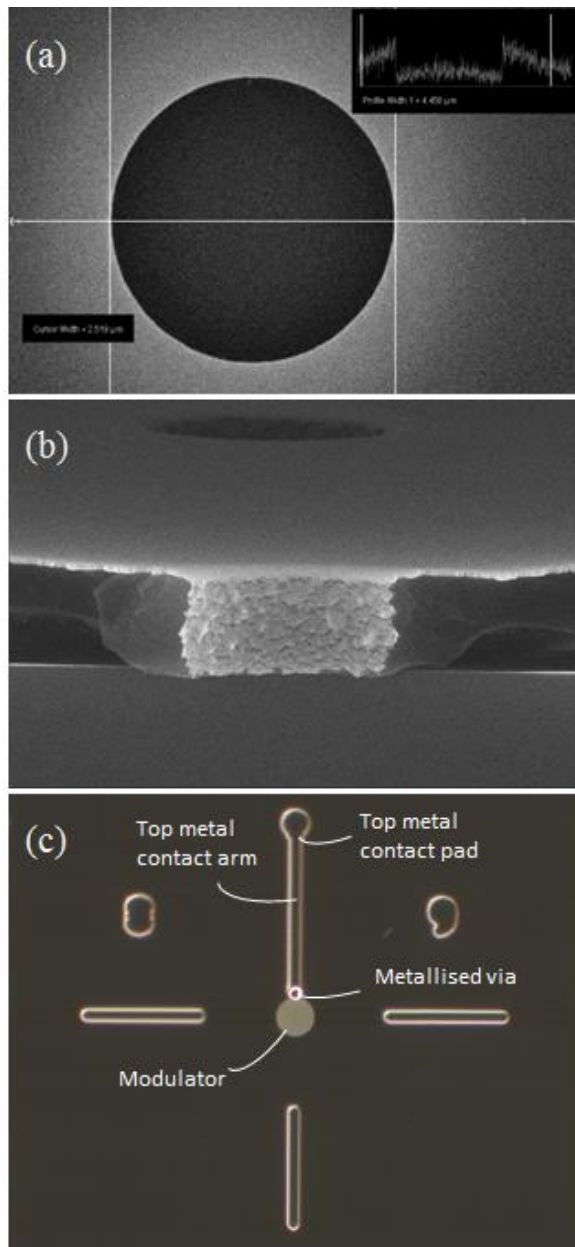 (a)
Profile Width 1 = 4.450 µm
Cursor Width = 2.519 µm
(b)
(c)
Top metal
contact arm
Top metal
contact pad
Metallised via
Modulator